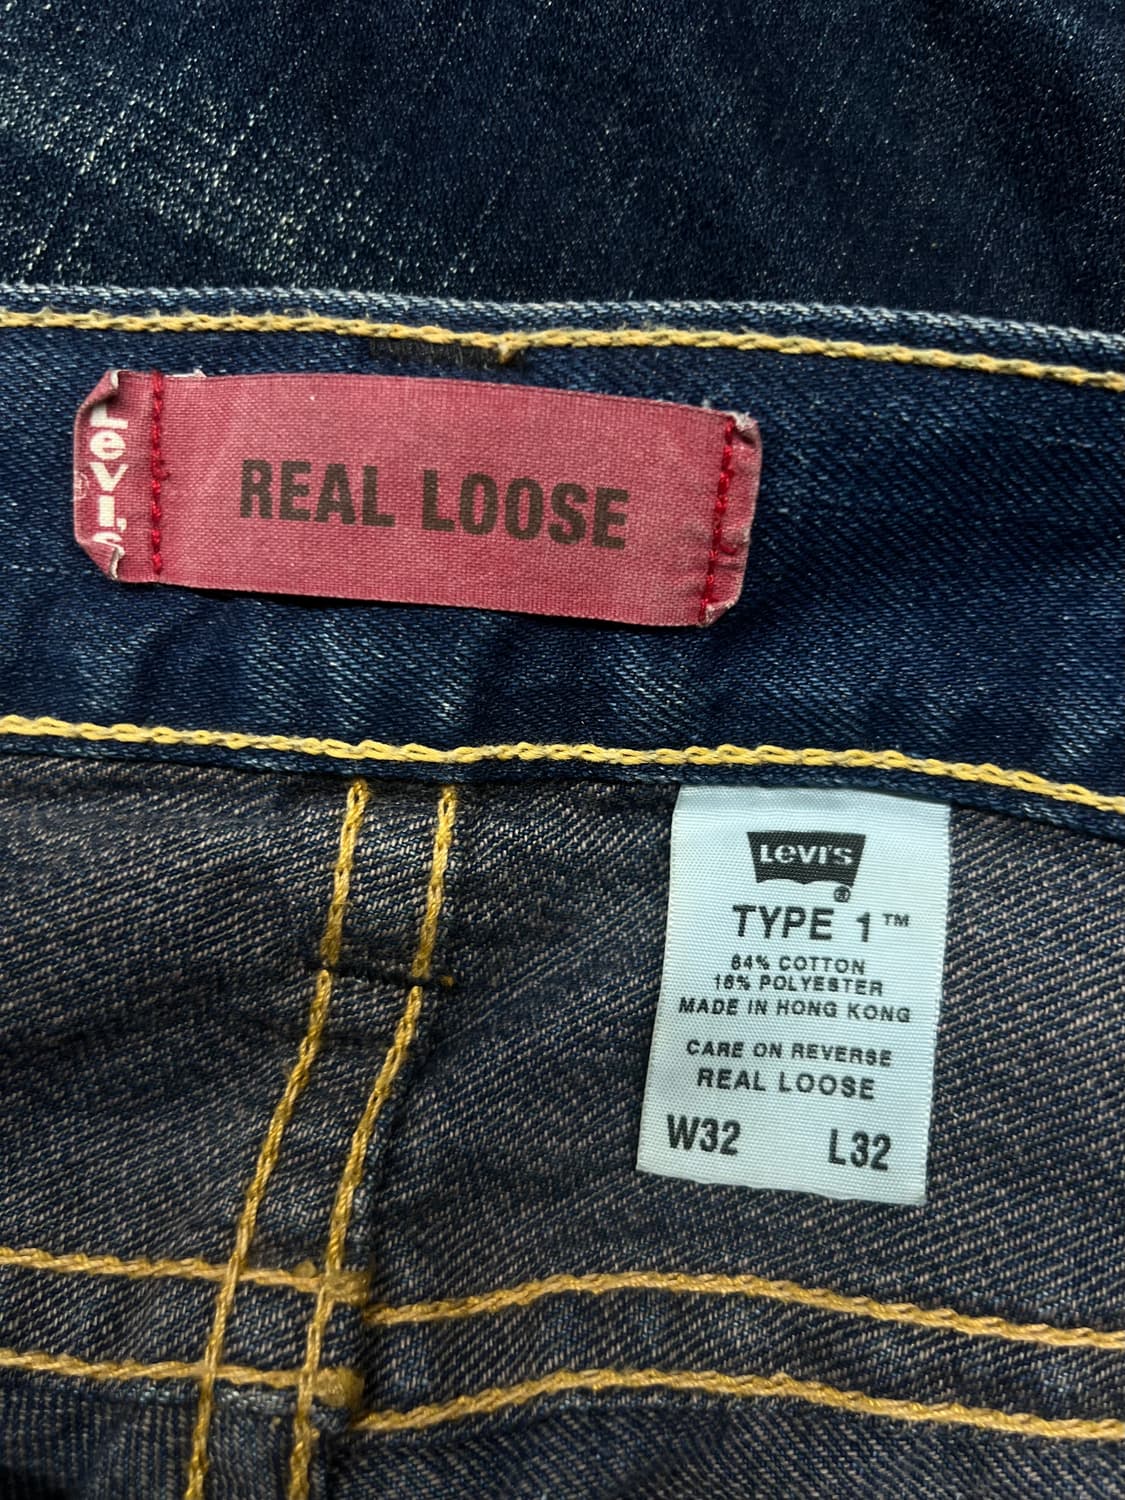 Levi's
REAL LOOSE
LEVI'S
®
TYPE 1™
84% COTTON
16% POLYESTER
MADE IN HONG KONG
CARE ON REVERSE
REAL LOOSE
W32 L32